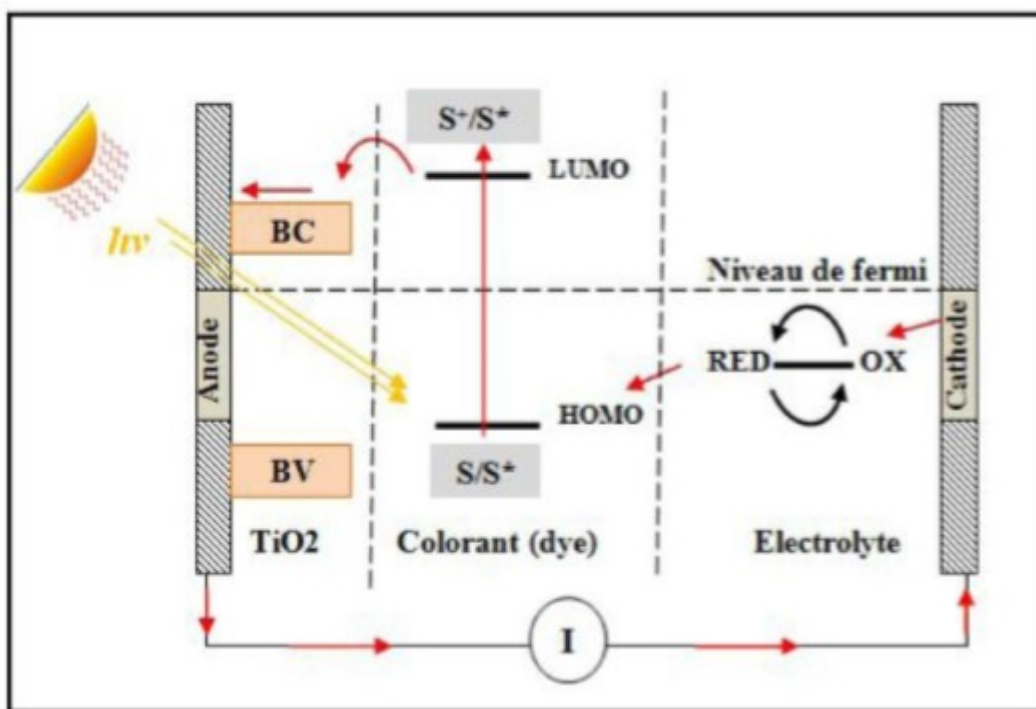 S⁺/S*
LUMO
BC
hν
Niveau de fermi
Anode
RED
OX
Cathode
HOMO
BV
S/S⁺
TiO2
Colorant (dye)
Electrolyte
I